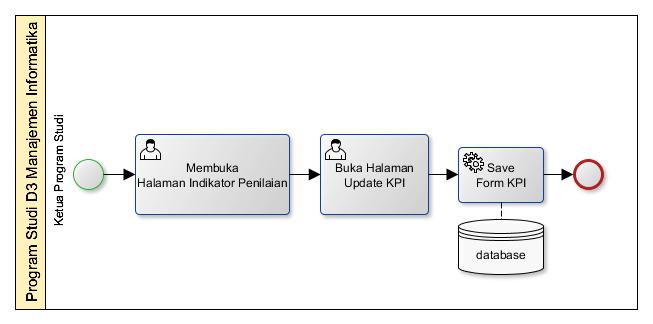 Program Studi D3 Manajemen Informatika
Ketua Program Studi
Membuka
Halaman Indikator Penilaian
Buka Halaman
Update KPI
Save
Form KPI
database